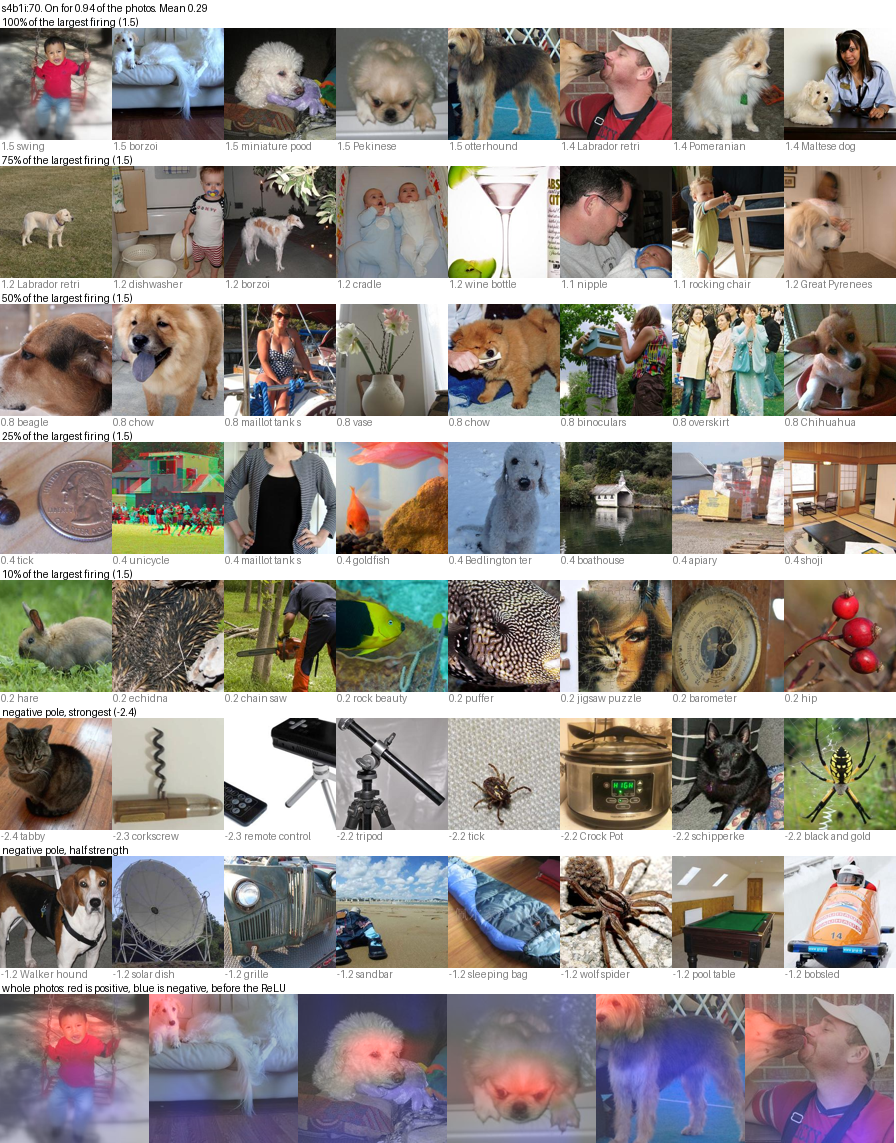 s4b1i:70. On for 0.94 of the photos. Mean 0.29
100% of the largest firing (1.5)
1.5 swing
1.5 borzoi
1.5 miniature pood
1.5 Pekinese
1.5 otterhound
1.4 Labrador retri
1.4 Pomeranian
1.4 Maltese dog
75% of the largest firing (1.5)
1.2 Labrador retri
1.2 dishwasher
1.2 borzoi
1.2 cradle
1.2 wine bottle
1.1 nipple
1.1 rocking chair
1.2 Great Pyrenees
50% of the largest firing (1.5)
0.8 beagle
0.8 chow
0.8 maillot tank s
0.8 vase
0.8 chow
0.8 binoculars
0.8 overskirt
0.8 Chihuahua
25% of the largest firing (1.5)
0.4 tick
0.4 unicycle
0.4 maillot tank s
0.4 goldfish
0.4 Bedlington ter
0.4 boathouse
0.4 apiary
0.4 shoji
10% of the largest firing (1.5)
0.2 hare
0.2 echidna
0.2 chain saw
0.2 rock beauty
0.2 puffer
0.2 jigsaw puzzle
0.2 barometer
0.2 hip
negative pole, strongest (-2.4)
HIGH
-2.4 tabby
-2.3 corkscrew
-2.3 remote control
-2.2 tripod
-2.2 tick
-2.2 Crock Pot
-2.2 schipperke
-2.2 black and gold
negative pole, half strength
14
-1.2 Walker hound
-1.2 solar dish
-1.2 grille
-1.2 sandbar
-1.2 sleeping bag
-1.2 wolf spider
-1.2 pool table
-1.2 bobsled
whole photos: red is positive, blue is negative, before the ReLU